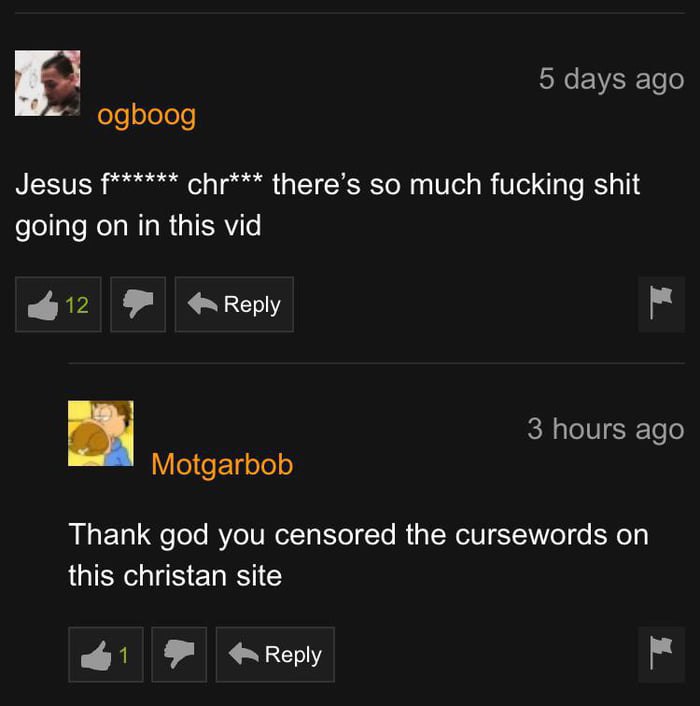 5 days ago
ogboog
Jesus f****** chr*** there’s so much fucking shit
going on in this vid
12
Reply
3 hours ago
Motgarbob
Thank god you censored the cursewords on
this christan site
1
Reply